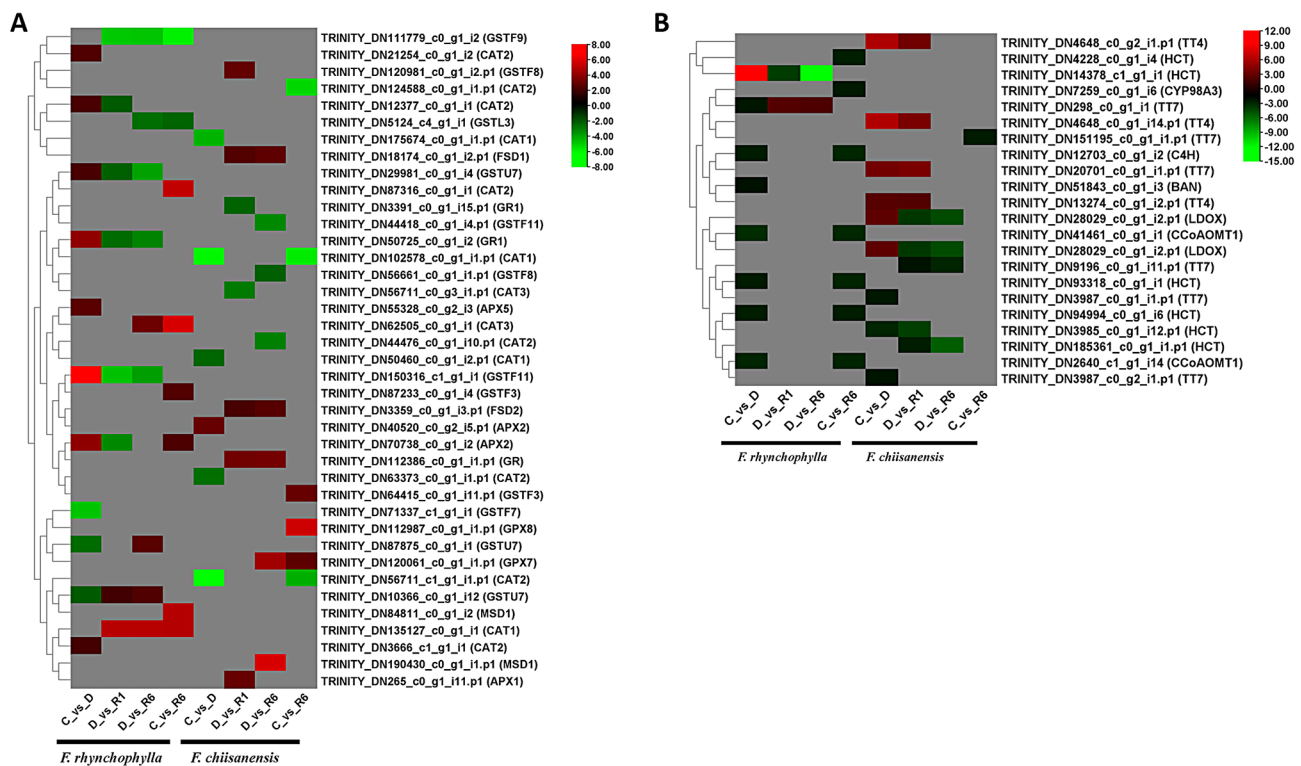 A
TRINITY_DN111779_c0_g1_i2 (GSTF9)
TRINITY_DN21254_c0_g1_i2 (CAT2)
TRINITY_DN120981_c0_g1_i2.p1 (GSTF8)
TRINITY_DN124588_c0_g1_i1.p1 (CAT2)
TRINITY_DN12377_c0_g1_i1 (CAT2)
TRINITY_DN5124_c4_g1_i1 (GSTL3)
TRINITY_DN175674_c0_g1_i1.p1 (CAT1)
TRINITY_DN18174_c0_g1_i2.p1 (FSD1)
TRINITY_DN29981_c0_g1_i4 (GSTU7)
TRINITY_DN87316_c0_g1_i1 (CAT2)
TRINITY_DN3391_c0_g1_i15.p1 (GR1)
TRINITY_DN44418_c0_g1_i4.p1 (GSTF11)
TRINITY_DN50725_c0_g1_i2 (GR1)
TRINITY_DN102578_c0_g1_i1.p1 (CAT1)
TRINITY_DN56661_c0_g1_i1.p1 (GSTF8)
TRINITY_DN56711_c0_g3_i1.p1 (CAT3)
TRINITY_DN55328_c0_g2_i3 (APX5)
TRINITY_DN62505_c0_g1_i1 (CAT3)
TRINITY_DN44476_c0_g1_i10.p1 (CAT2)
TRINITY_DN50460_c0_g1_i2.p1 (CAT1)
TRINITY_DN150316_c1_g1_i1 (GSTF11)
TRINITY_DN87233_c0_g1_i4 (GSTF3)
TRINITY_DN3359_c0_g1_i3.p1 (FSD2)
TRINITY_DN40520_c0_g2_i5.p1 (APX2)
TRINITY_DN70738_c0_g1_i2 (APX2)
TRINITY_DN112386_c0_g1_i1.p1 (GR)
TRINITY_DN63373_c0_g1_i1.p1 (CAT2)
TRINITY_DN64415_c0_g1_i11.p1 (GSTF3)
TRINITY_DN71337_c1_g1_i1 (GSTF7)
TRINITY_DN112987_c0_g1_i1.p1 (GPX8)
TRINITY_DN87875_c0_g1_i1 (GSTU7)
TRINITY_DN120061_c0_g1_i1.p1 (GPX7)
TRINITY_DN56711_c1_g1_i1.p1 (CAT2)
TRINITY_DN10366_c0_g1_i12 (GSTU7)
TRINITY_DN84811_c0_g1_i2 (MSD1)
TRINITY_DN135127_c0_g1_i1 (CAT1)
TRINITY_DN3666_c1_g1_i1 (CAT2)
TRINITY_DN190430_c0_g1_i1.p1 (MSD1)
TRINITY_DN265_c0_g1_i11.p1 (APX1)
8.00
6.00
4.00
2.00
0.00
-2.00
-4.00
-6.00
-8.00
C_vs_D D_vs_R1 D_vs_R6 C_vs_R6 C_vs_D D_vs_R1 D_vs_R6 C_vs_R6
F. rhynchophylla F. chiisanensis
B
TRINITY_DN4648_c0_g2_i1.p1 (TT4)
TRINITY_DN4228_c0_g1_i4 (HCT)
TRINITY_DN14378_c1_g1_i1 (HCT)
TRINITY_DN7259_c0_g1_i6 (CYP98A3)
TRINITY_DN298_c0_g1_i1 (TT7)
TRINITY_DN4648_c0_g1_i14.p1 (TT4)
TRINITY_DN151195_c0_g1_i1.p1 (TT7)
TRINITY_DN12703_c0_g1_i2 (C4H)
TRINITY_DN20701_c0_g1_i1.p1 (TT7)
TRINITY_DN51843_c0_g1_i3 (BAN)
TRINITY_DN13274_c0_g1_i2.p1 (TT4)
TRINITY_DN28029_c0_g1_i2.p1 (LDOX)
TRINITY_DN41461_c0_g1_i1 (CCoAOMT1)
TRINITY_DN28029_c0_g1_i2.p1 (LDOX)
TRINITY_DN9196_c0_g1_i11.p1 (TT7)
TRINITY_DN93318_c0_g1_i1 (HCT)
TRINITY_DN3987_c0_g1_i1.p1 (TT7)
TRINITY_DN94994_c0_g1_i6 (HCT)
TRINITY_DN3985_c0_g1_i12.p1 (HCT)
TRINITY_DN185361_c0_g1_i1.p1 (HCT)
TRINITY_DN2640_c1_g1_i14 (CCoAOMT1)
TRINITY_DN3987_c0_g2_i1.p1 (TT7)
12.00
9.00
6.00
3.00
0.00
-3.00
-6.00
-9.00
-12.00
-15.00
C_vs_D D_vs_R1 D_vs_R6 C_vs_R6 C_vs_D D_vs_R1 D_vs_R6 C_vs_R6
F. rhynchophylla F. chiisanensis